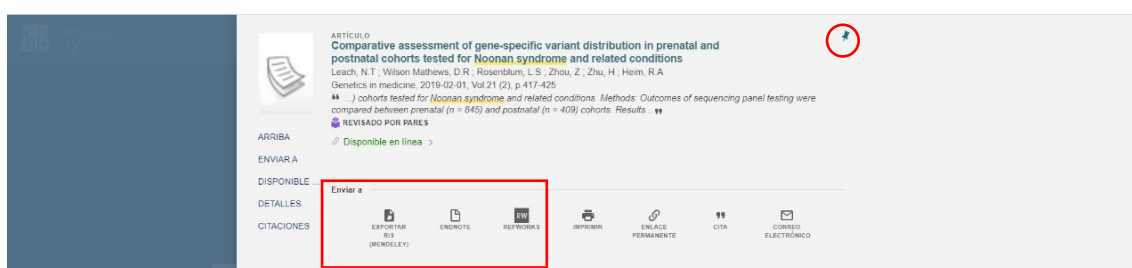 ARTÍCULO
Comparative assessment of gene-specific variant distribution in prenatal and
postnatal cohorts tested for Noonan syndrome and related conditions
Leach, N.T ; Wilson Mathews, D.R ; Rosenblum, L.S ; Zhou, Z ; Zhu, H ; Heim, R.A
Genetics in medicine, 2019-02-01, Vol.21 (2), p.417-425
❝ ...) cohorts tested for Noonan syndrome and related conditions. Methods: Outcomes of sequencing panel testing were
compared between prenatal (n = 845) and postnatal (n = 409) cohorts. Results... ❞
REVISADO POR PARES
Disponible en línea >
ARRIBA
ENVIAR A
DISPONIBLE ...
DETALLES
CITACIONES
Enviar a
EXPORTAR
RIS
(MENDELEY)
ENDNOTE
RW
REFWORKS
IMPRIMIR
ENLACE
PERMANENTE
CITA
CORREO
ELECTRÓNICO